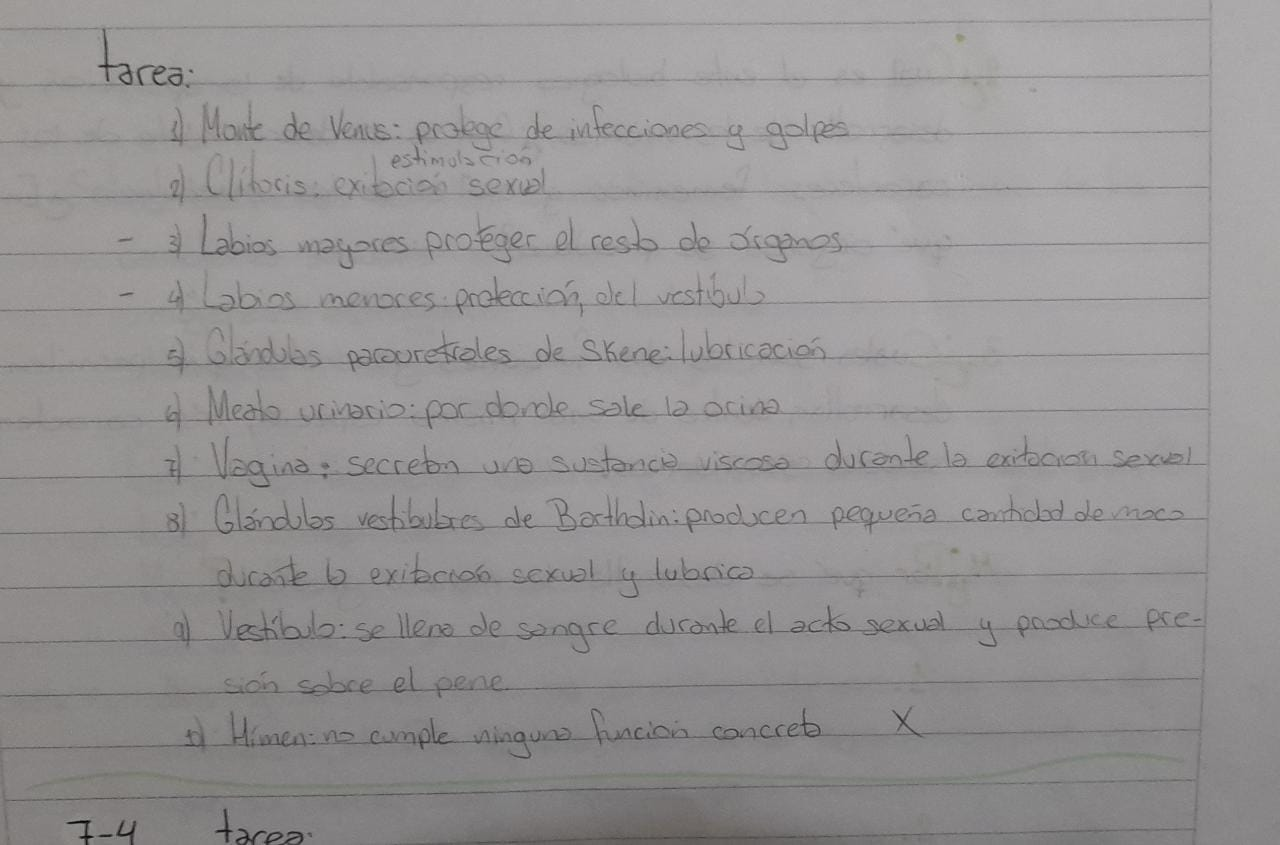 tarea:
1) Monte de Venus: protege de infecciones y golpes
estimulación
2) Clítoris: exitación sexual
- 3) Labios mayores proteger el resto de órganos
- 4) Labios menores: protección, del vestíbulo
5) Glándulas parauretrales de Skene: lubricación
6) Meato urinario: por donde sale la orina
7) Vagina: secretan una sustancia viscosa durante la exitacion sexual
8) Glándulas vestibulares de Bartholin: producen pequeña cantidad de moco
durante la exitación sexual y lubrica
9) Vestíbulo: se llena de sangre durante el acto sexual y produce pre-
sión sobre el pene
10) Himen: no cumple ninguna función concreta X
7-4 tarea: